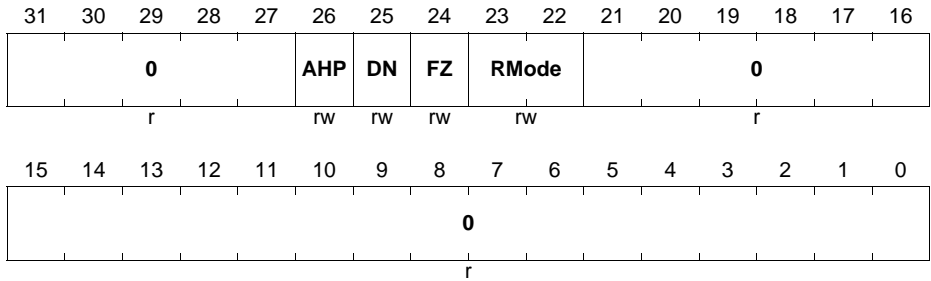 31 30 29 28 27 26 25 24 23 22 21 20 19 18 17 16
0 AHP DN FZ RMode 0
r rw rw rw rw r
15 14 13 12 11 10 9 8 7 6 5 4 3 2 1 0
0
r